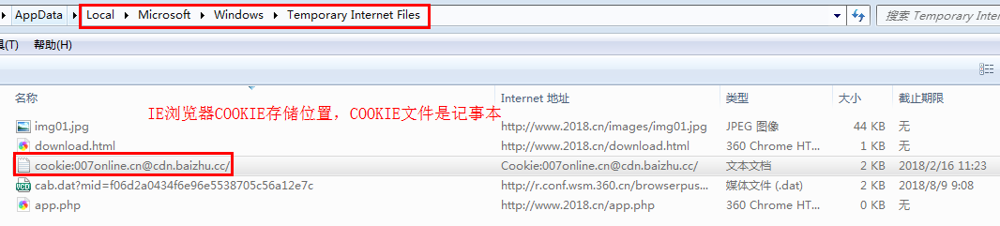 AppData ▸ Local ▸ Microsoft ▸ Windows ▸ Temporary Internet Files 搜索 Temporary Inter
(T) 帮助(H)
名称 Internet 地址 类型 大小 截止期限
IE浏览器COOKIE存储位置，COOKIE文件是记事本
img01.jpg http://www.2018.cn/images/img01.jpg JPEG 图像 44 KB 无
download.html http://www.2018.cn/download.html 360 Chrome HT... 1 KB 无
cookie:007online.cn@cdn.baizhu.cc/ Cookie:007online.cn@cdn.baizhu.cc/ 文本文档 2 KB 2018/2/16 11:23
cab.dat?mid=f06d2a0434f6e96e5538705c56a12e7c http://r.conf.wsm.360.cn/browserpus... 媒体文件 (.dat) 2 KB 2018/8/9 9:08
app.php http://www.2018.cn/app.php 360 Chrome HT... 0 KB 无